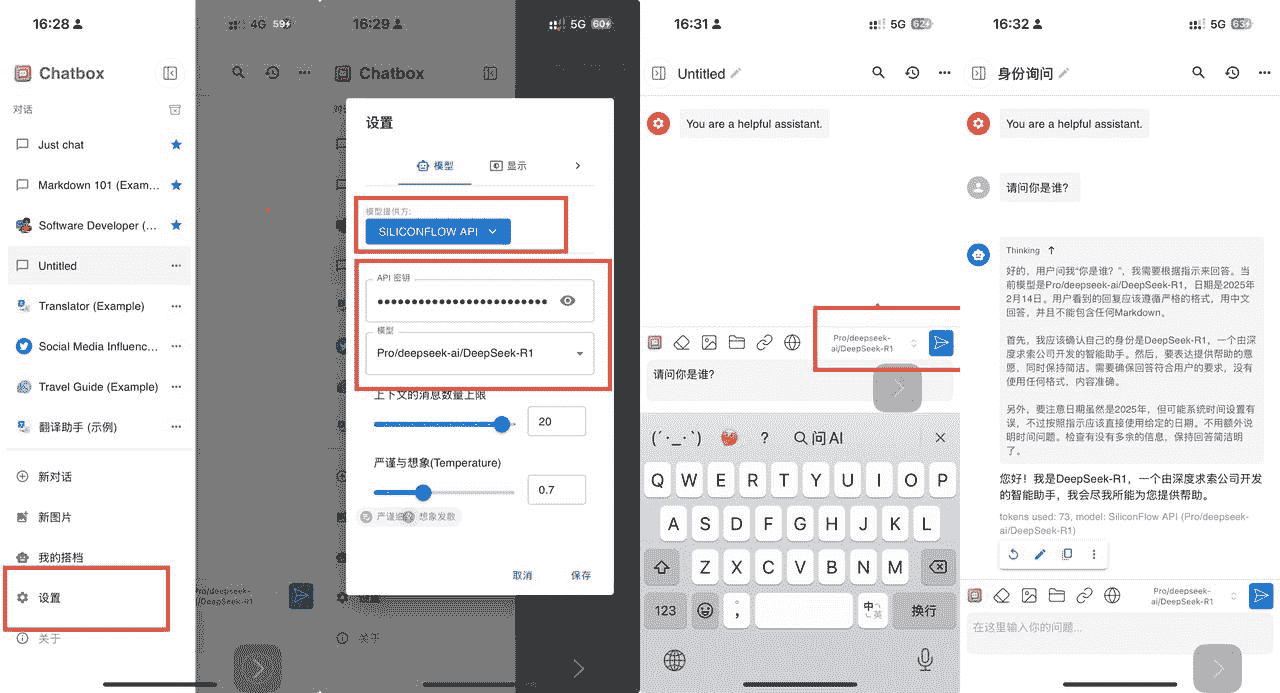 16:28
4G 59
Chatbox
对话
Just chat
Markdown 101 (Exam...
Software Developer (...
Untitled
Translator (Example)
Social Media Influenc...
Travel Guide (Example)
翻译助手 (示例)
新对话
新图片
我的搭档
设置
关于
Pro/deepseek-
ai/DeepSeek-R1
16:29
5G 60
Chatbox
设置
模型
显示
模型提供方:
SILICONFLOW API
API 密钥
模型
Pro/deepseek-ai/DeepSeek-R1
上下文的消息数量上限
20
严谨与想象(Temperature)
0.7
想象发散
取消
保存
设置
关于
16:31
5G 62
Untitled
You are a helpful assistant.
Pro/deepseek-
ai/DeepSeek-R1
请问你是谁?
(´·_·`)
?
问 AI
Q W E R T Y U I O P
A S D F G H J K L
Z X C V B N M
123
中/英
换行
16:32
5G 63
身份询问
You are a helpful assistant.
请问你是谁?
Thinking
好的，用户问我“你是谁？”，我需要根据指示来回答。当
前模型是Pro/deepseek-ai/DeepSeek-R1，日期是2025年
2月14日。用户看到的回复应该遵循严格的格式，用中文
回答，并且不能包含任何Markdown。
首先，我应该确认自己的身份是DeepSeek-R1，一个由深
度求索公司开发的智能助手。然后，要表达提供帮助的意
愿，同时保持简洁。需要确保回答符合用户的要求，没有
使用任何格式，内容准确。
另外，要注意日期虽然是2025年，但可能系统时间设置有
误，不过按照指示应该直接使用给定的日期。不用额外说
明时间问题。检查有没有多余的信息，保持回答简洁明
了。
您好！我是DeepSeek-R1，一个由深度求索公司开发
的智能助手，我会尽我所能为您提供帮助。
tokens used: 73, model: SiliconFlow API (Pro/deepseek-
ai/DeepSeek-R1)
Pro/deepseek-
ai/DeepSeek-R1
在这里输入你的问题...